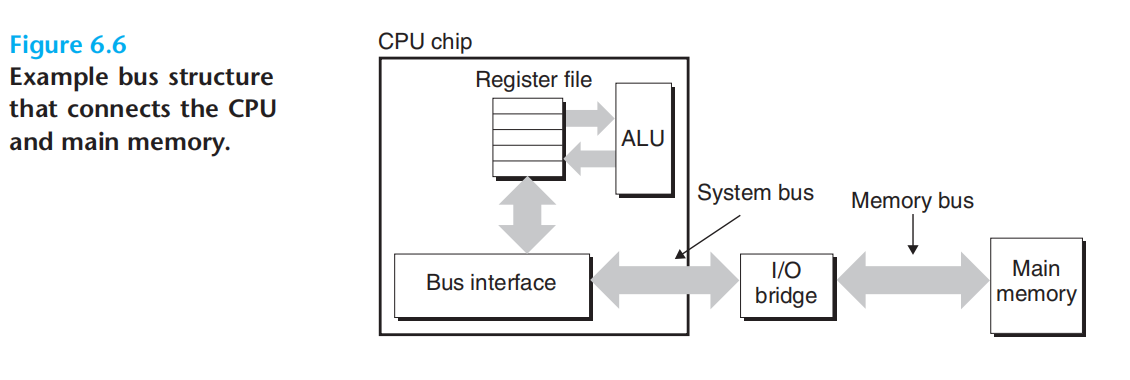 Figure 6.6
Example bus structure
that connects the CPU
and main memory.
CPU chip
Register file
ALU
System bus
Memory bus
Bus interface
I/O
bridge
Main
memory